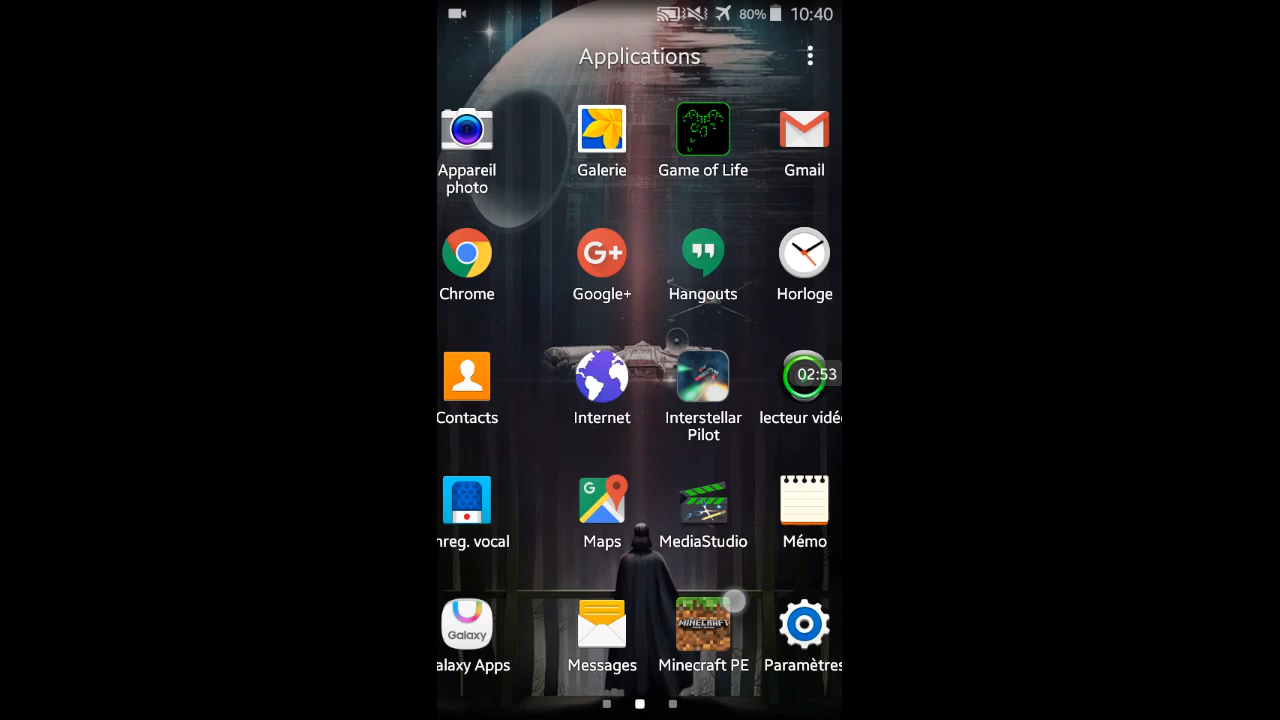 80% 10:40
Applications
Appareil photo
Galerie
Game of Life
Gmail
Chrome
G+
Google+
Hangouts
Horloge
02:53
Contacts
Internet
Interstellar Pilot
lecteur vidé
nreg. vocal
G
Maps
MediaStudio
Mémo
Galaxy
alaxy Apps
Messages
MINECRAFT
Minecraft PE
Paramètres